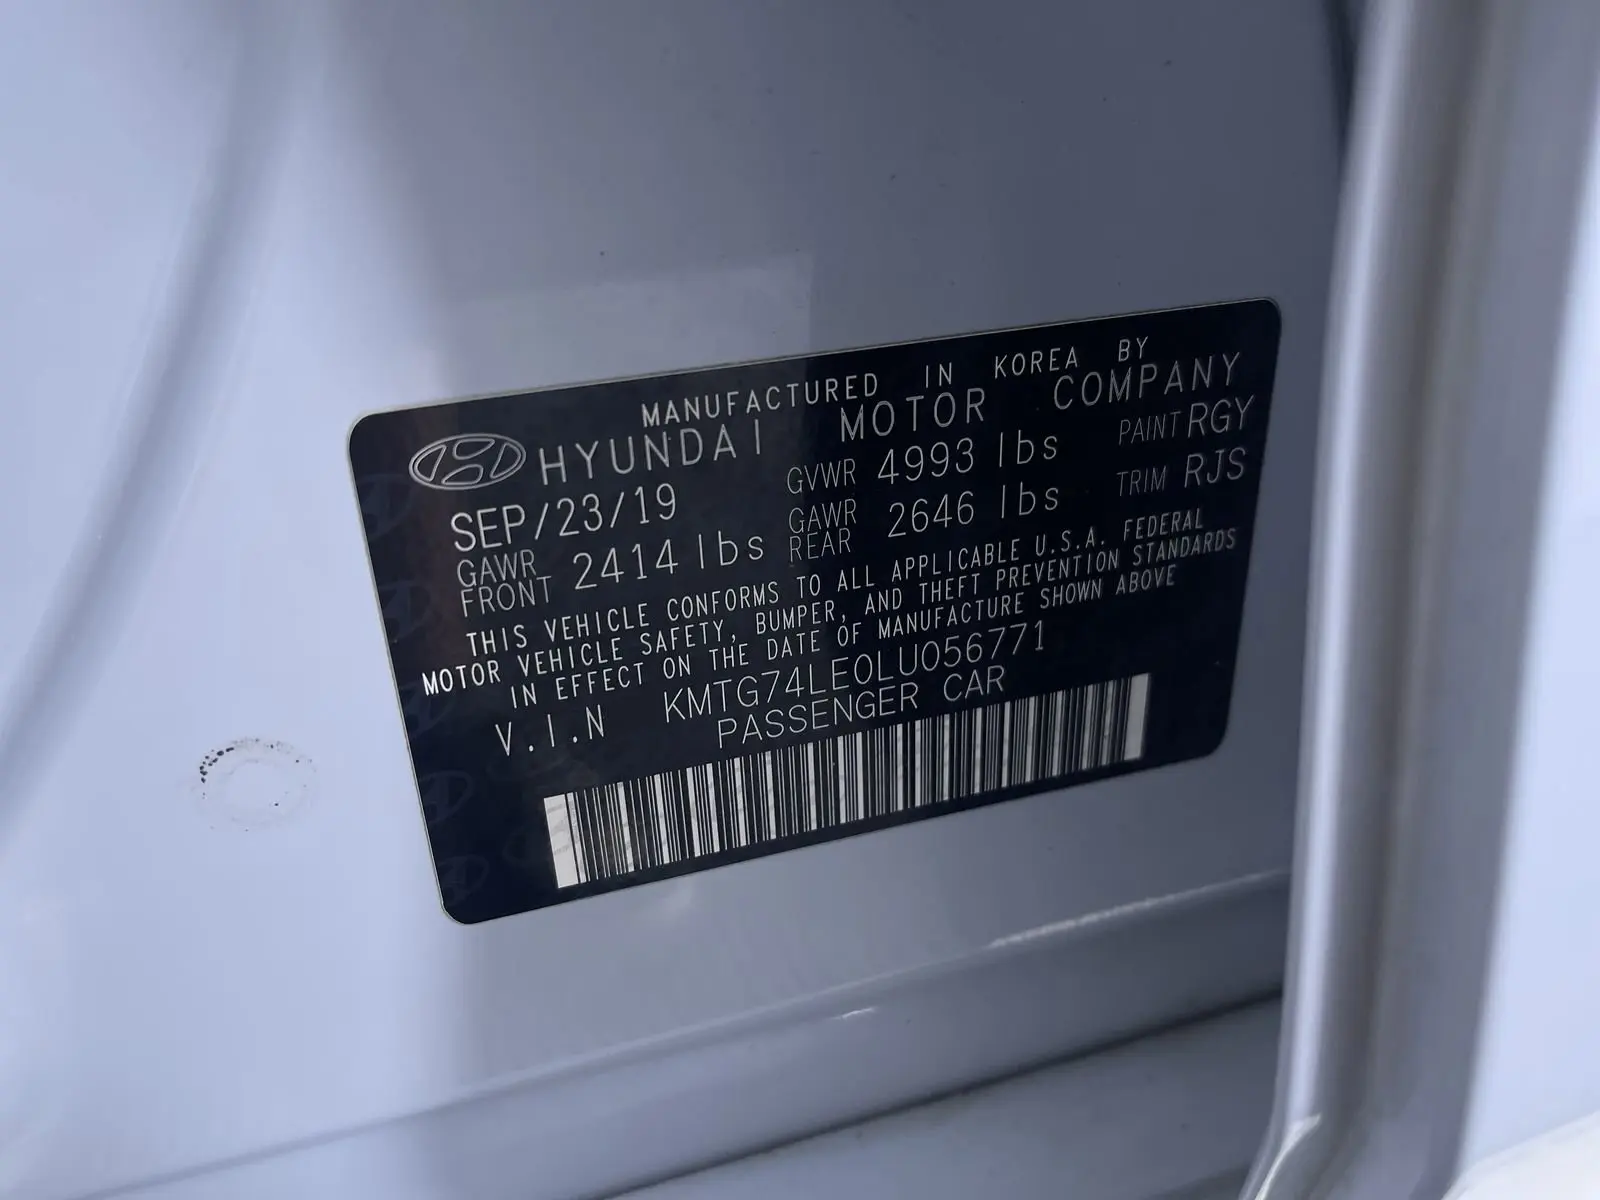 MANUFACTURED IN KOREA BY
HYUNDAI MOTOR COMPANY
SEP/23/19 GVWR 4993 lbs PAINT RGY
GAWR FRONT 2414 lbs GAWR REAR 2646 lbs TRIM RJS
THIS VEHICLE CONFORMS TO ALL APPLICABLE U.S.A. FEDERAL
MOTOR VEHICLE SAFETY, BUMPER, AND THEFT PREVENTION STANDARDS
IN EFFECT ON THE DATE OF MANUFACTURE SHOWN ABOVE
V.I.N KMTG74LE0LU056771
PASSENGER CAR